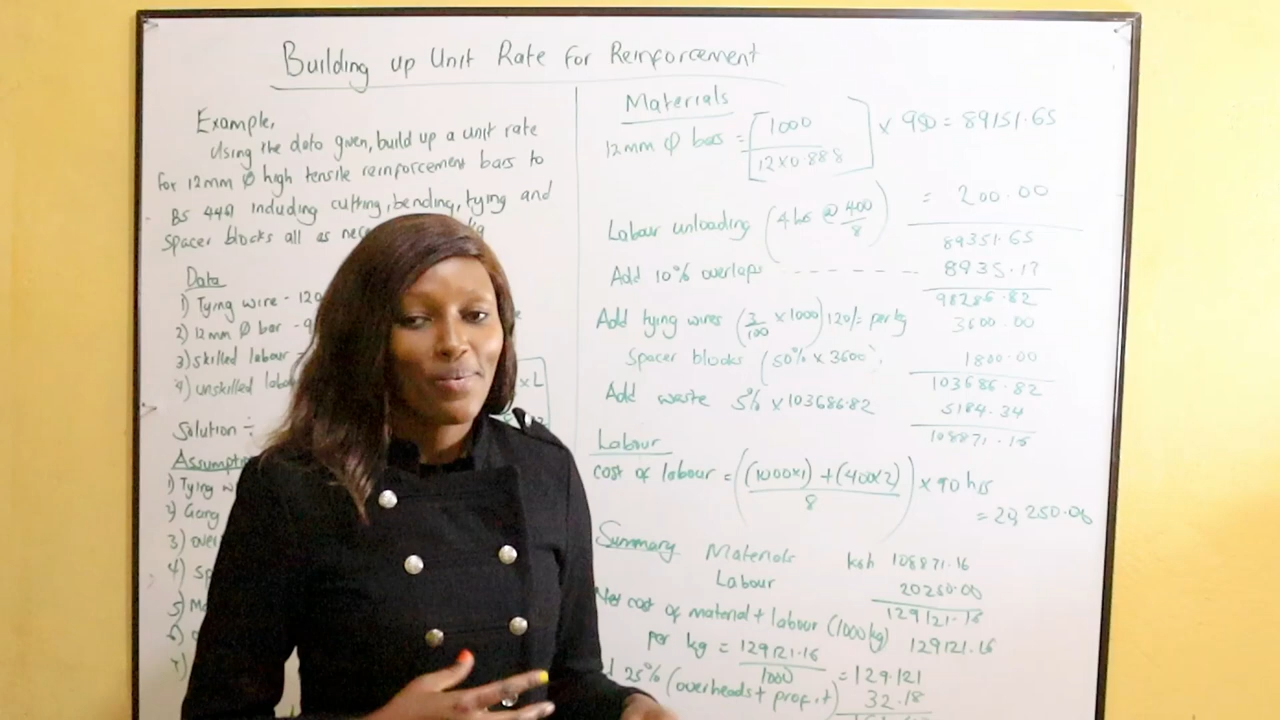 Building up Unit Rate for Reinforcement
Example,
Using the data given, build up a unit rate
for 12mm Ø high tensile reinforcement bars to
BS 4449 including cutting, bending, tying and
Spacer blocks all as
Data
1) Tying wire - 120
2) 12mm Ø bar - 9
3) skilled labour -
4) unskilled
x L
Solution :-
1) Tying
2) Gang
3)
4)
5)
6)
7)
Materials
12mm Ø bars = [1000 / 12 x 0.888] x 950 = 89151.65
Labour unloading (4 hrs @ 400/8) = 200.00
89351.65
Add 10% overlaps - - - - - - - 8935.17
98286.82
Add tying wires (3/100 x 1000) 120/= per kg 3600.00
Spacer blocks (50% x 3600) 1800.00
103686.82
Add waste 5% x 103686.82 5184.34
108871.16
Labour
cost of labour = ((1000x1) + (400x2) / 8) x 90 hrs
= 20,250.00
Summary Materials ksh 108871.16
Labour 20250.00
129121.16
Net cost of material + labour (1000kg) 129121.16
per kg = 129121.16 / 1000 = 129.121
25% (overheads + profit) 32.18